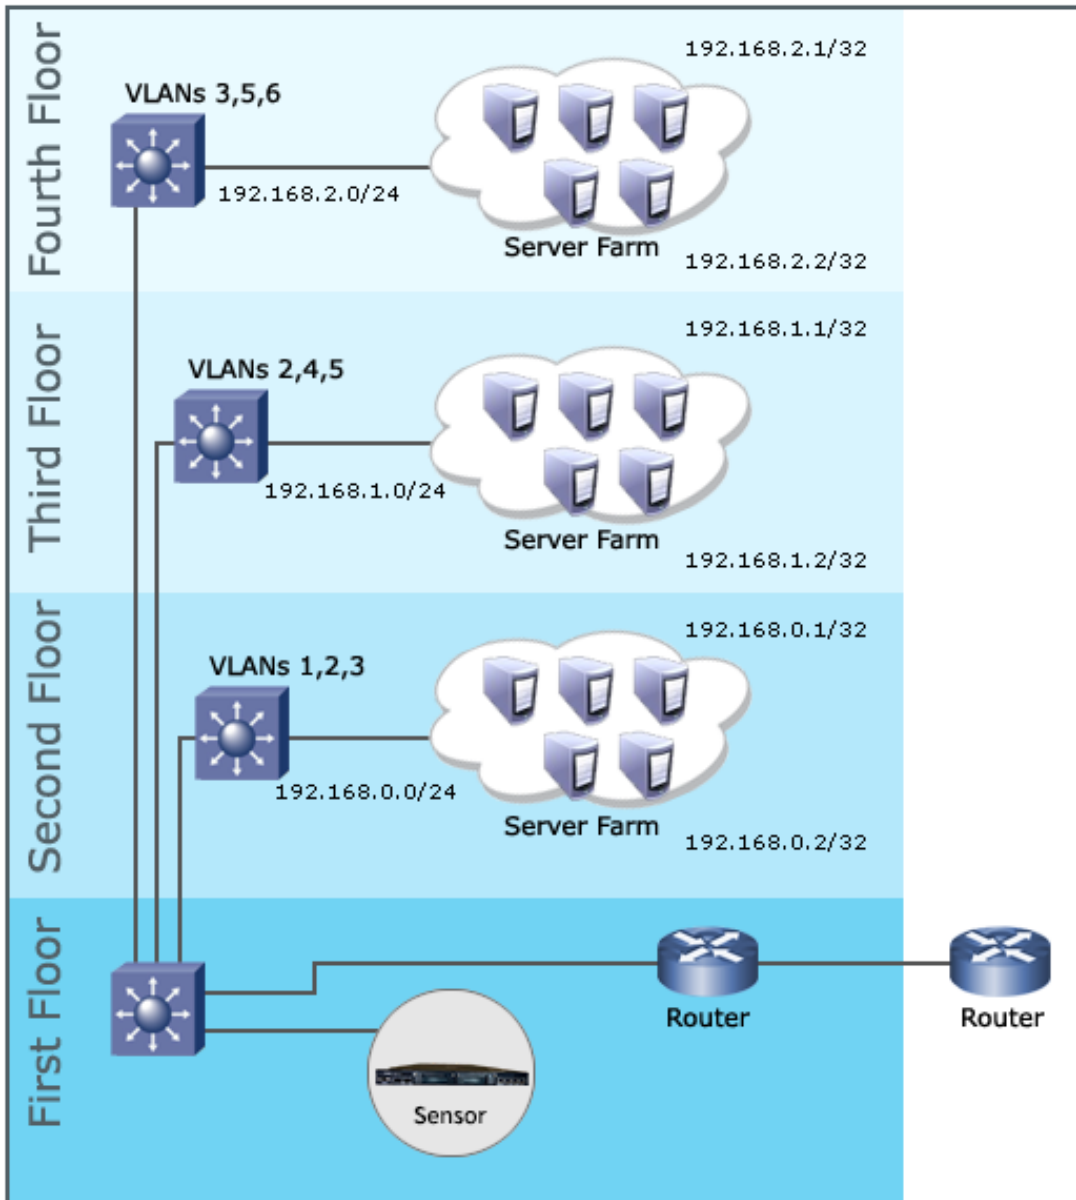 Fourth Floor
VLANs 3,5,6
192.168.2.1/32
192.168.2.0/24
Server Farm
192.168.2.2/32
Third Floor
VLANs 2,4,5
192.168.1.1/32
192.168.1.0/24
Server Farm
192.168.1.2/32
Second Floor
VLANs 1,2,3
192.168.0.1/32
192.168.0.0/24
Server Farm
192.168.0.2/32
First Floor
Router
Router
Sensor